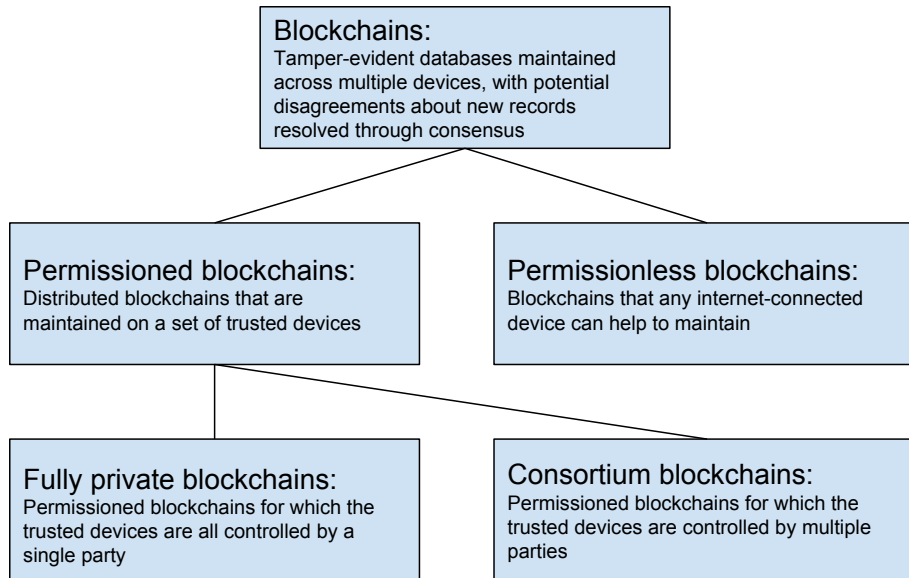 Blockchains:
Tamper-evident databases maintained
across multiple devices, with potential
disagreements about new records
resolved through consensus
Permissioned blockchains:
Distributed blockchains that are
maintained on a set of trusted devices
Permissionless blockchains:
Blockchains that any internet-connected
device can help to maintain
Fully private blockchains:
Permissioned blockchains for which the
trusted devices are all controlled by a
single party
Consortium blockchains:
Permissioned blockchains for which the
trusted devices are controlled by multiple
parties